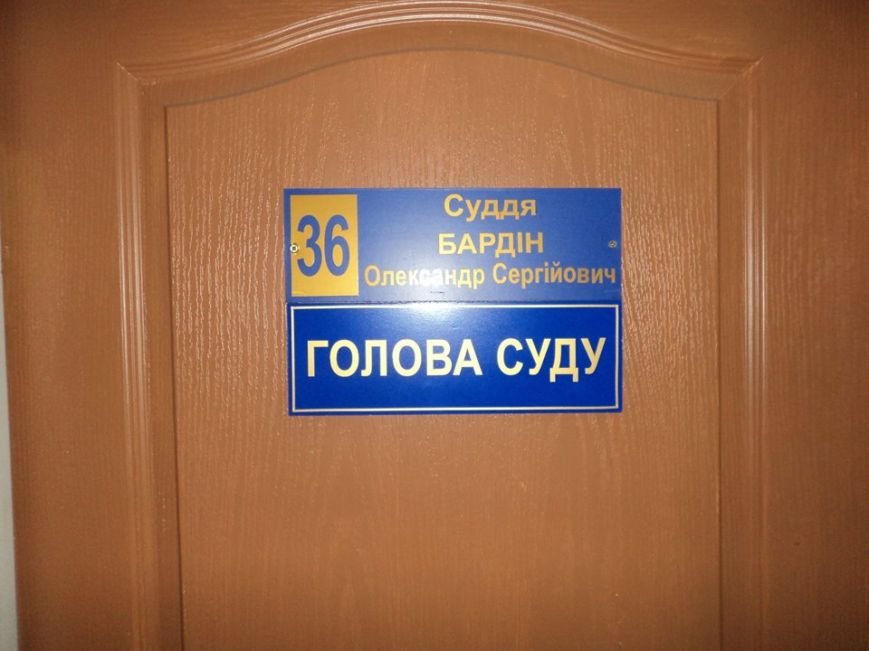 36
Суддя
БАРДІН
Олександр Сергійович
ГОЛОВА СУДУ